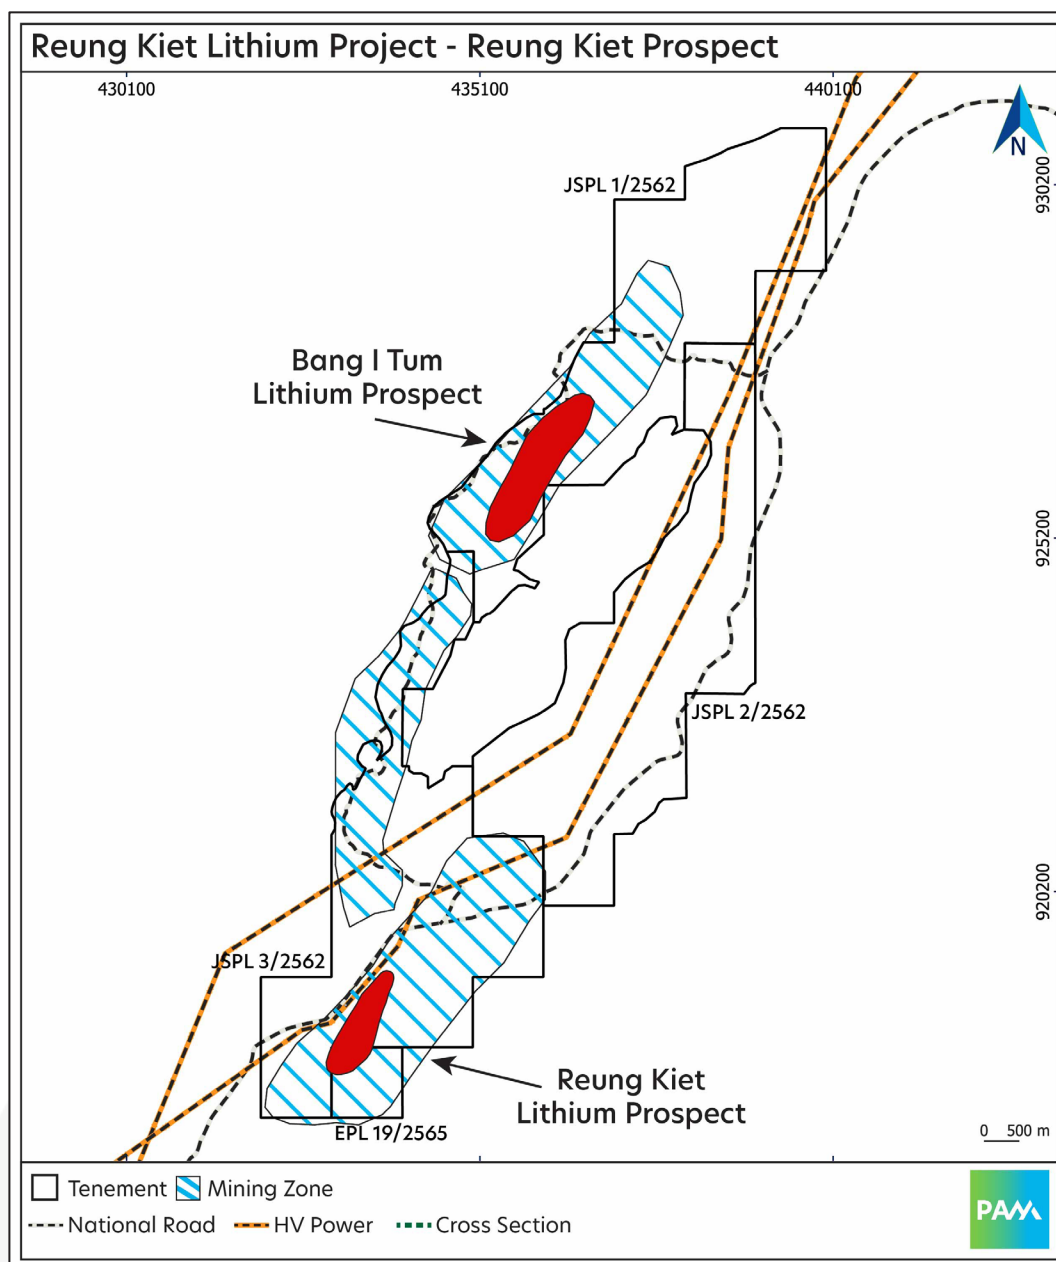 Reung Kiet Lithium Project - Reung Kiet Prospect
430100
435100
440100
N
930200
JSPL 1/2562
Bang I Tum
Lithium Prospect
925200
JSPL 2/2562
920200
JSPL 3/2562
Reung Kiet
Lithium Prospect
EPL 19/2565
0 500 m
Tenement
Mining Zone
National Road
HV Power
Cross Section
PAM